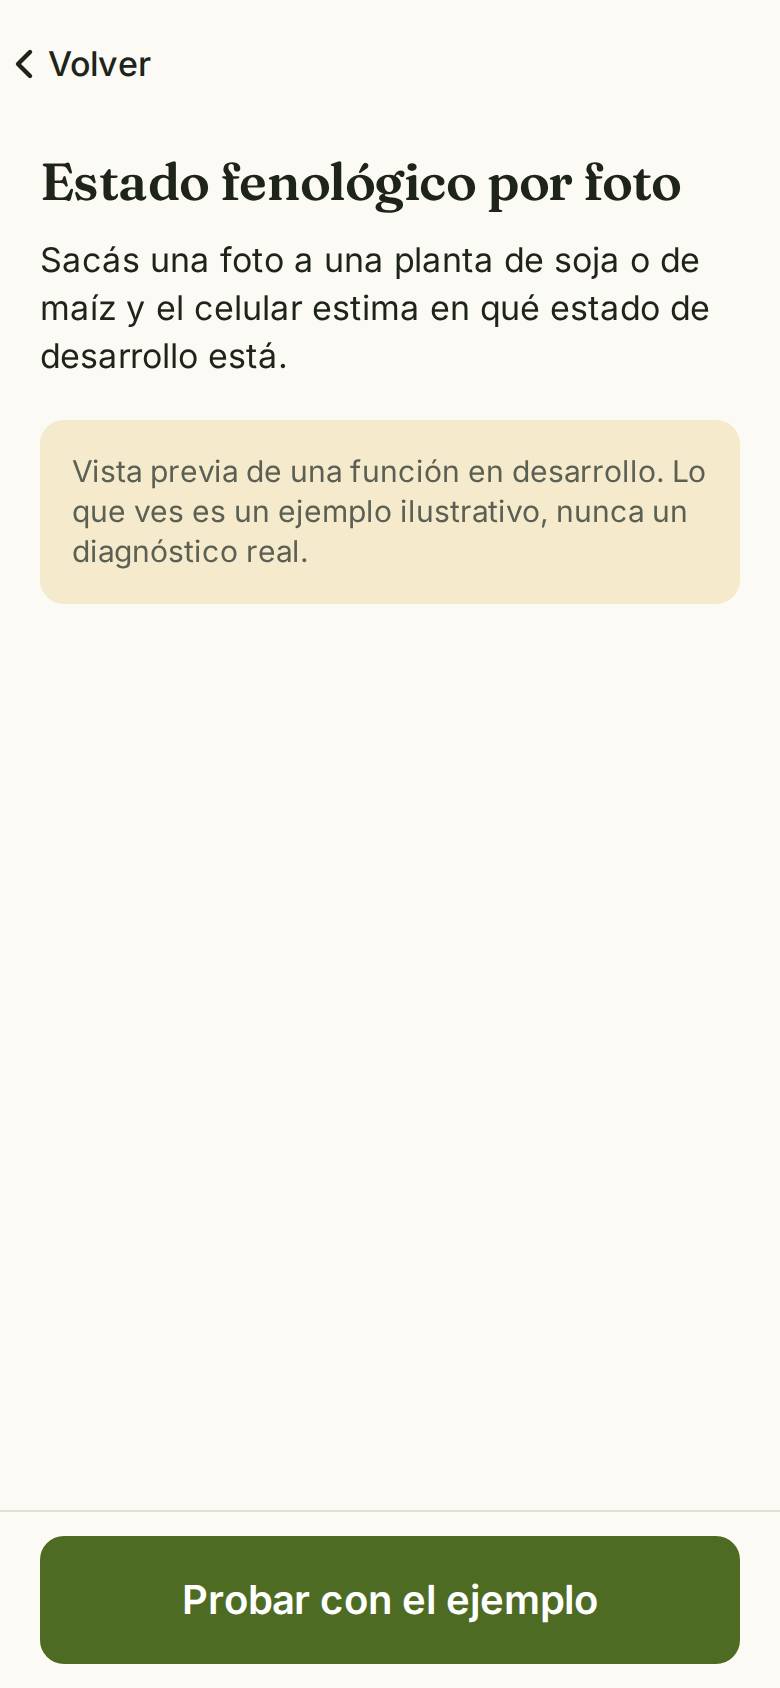 Volver
Estado fenológico por foto
Sacás una foto a una planta de soja o de
maíz y el celular estima en qué estado de
desarrollo está.
Vista previa de una función en desarrollo. Lo
que ves es un ejemplo ilustrativo, nunca un
diagnóstico real.
Probar con el ejemplo